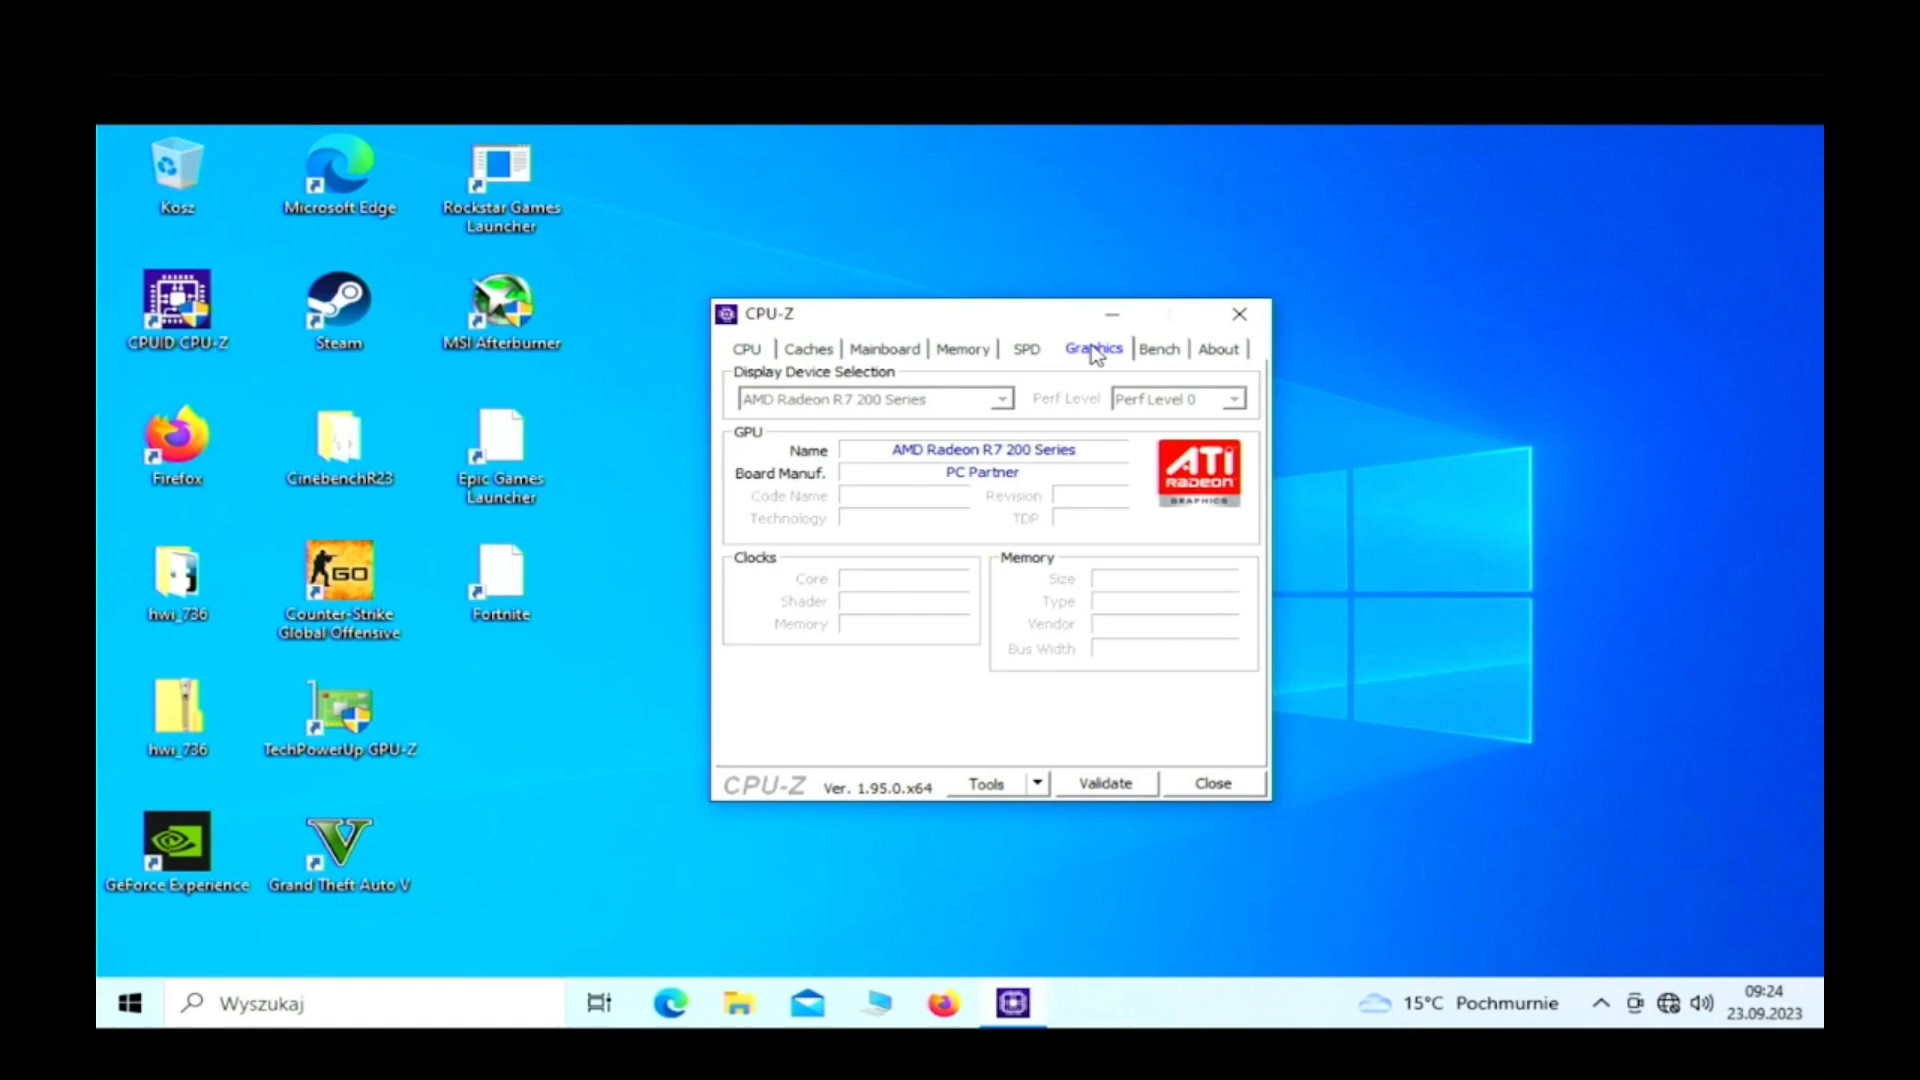 Kosz
Microsoft Edge
Rockstar Games
Launcher
CPUID CPU-Z
Steam
MSI Afterburner
Firefox
CinebenchR23
Epic Games
Launcher
hwi_736
GO
Counter-Strike
Global Offensive
Fortnite
hwi_736
TechPowerUp GPU-Z
GeForce Experience
Grand Theft Auto V
CPU-Z
CPU Caches Mainboard Memory SPD Graphics Bench About
Display Device Selection
AMD Radeon R7 200 Series Perf Level Perf Level 0
GPU
Name AMD Radeon R7 200 Series
Board Manuf. PC Partner
Code Name Revision
Technology TDP
ATI
RADEON
GRAPHICS
Clocks
Core
Shader
Memory
Memory
Size
Type
Vendor
Bus Width
CPU-Z Ver. 1.95.0.x64 Tools Validate Close
Wyszukaj
15°C Pochmurnie
09:24
23.09.2023